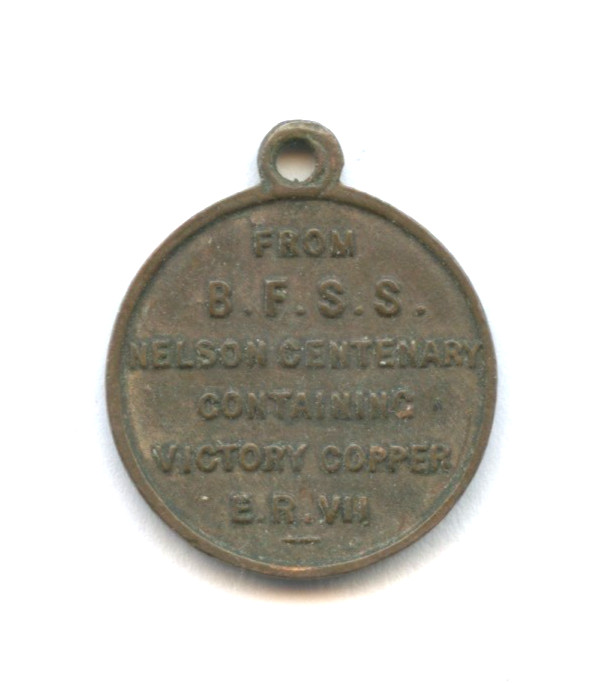 FROM
B.F.S.S.
NELSON CENTENARY
CONTAINING
VICTORY COPPER
E.R.VII